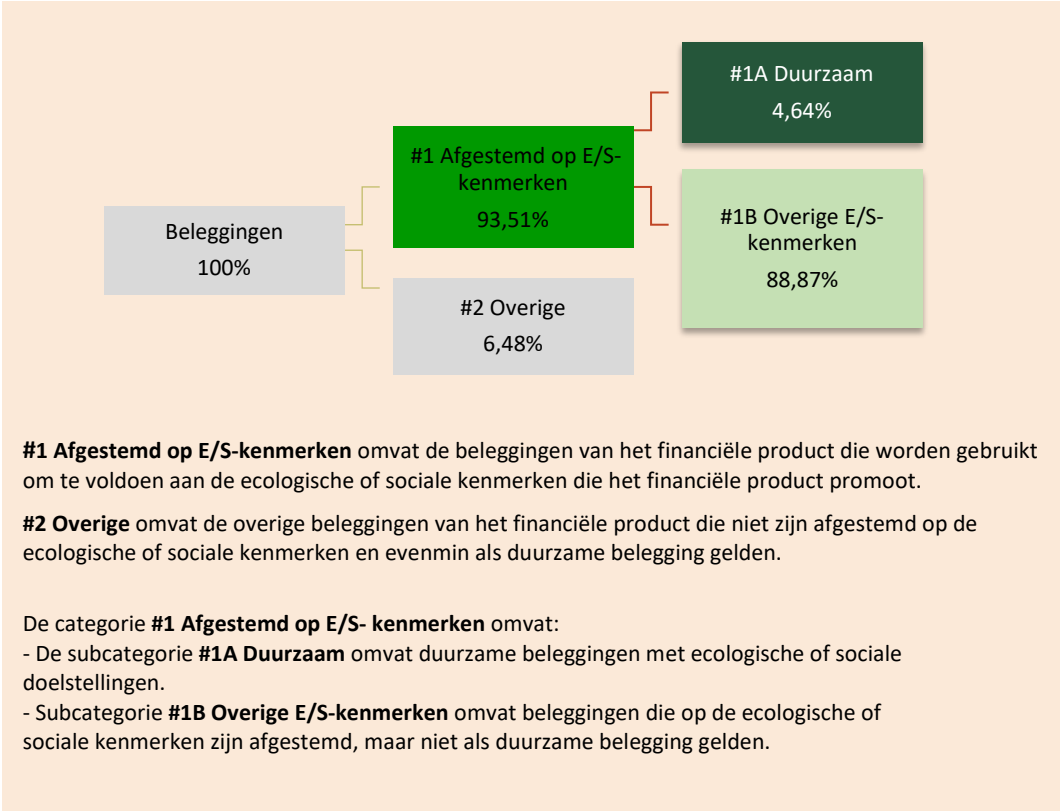 #1A Duurzaam
4,64%
#1 Afgestemd op E/S-
kenmerken
93,51%
#1B Overige E/S-
kenmerken
88,87%
Beleggingen
100%
#2 Overige
6,48%
#1 Afgestemd op E/S-kenmerken omvat de beleggingen van het financiële product die worden gebruikt
om te voldoen aan de ecologische of sociale kenmerken die het financiële product promoot.
#2 Overige omvat de overige beleggingen van het financiële product die niet zijn afgestemd op de
ecologische of sociale kenmerken en evenmin als duurzame belegging gelden.
De categorie #1 Afgestemd op E/S- kenmerken omvat:
- De subcategorie #1A Duurzaam omvat duurzame beleggingen met ecologische of sociale
doelstellingen.
- Subcategorie #1B Overige E/S-kenmerken omvat beleggingen die op de ecologische of
sociale kenmerken zijn afgestemd, maar niet als duurzame belegging gelden.